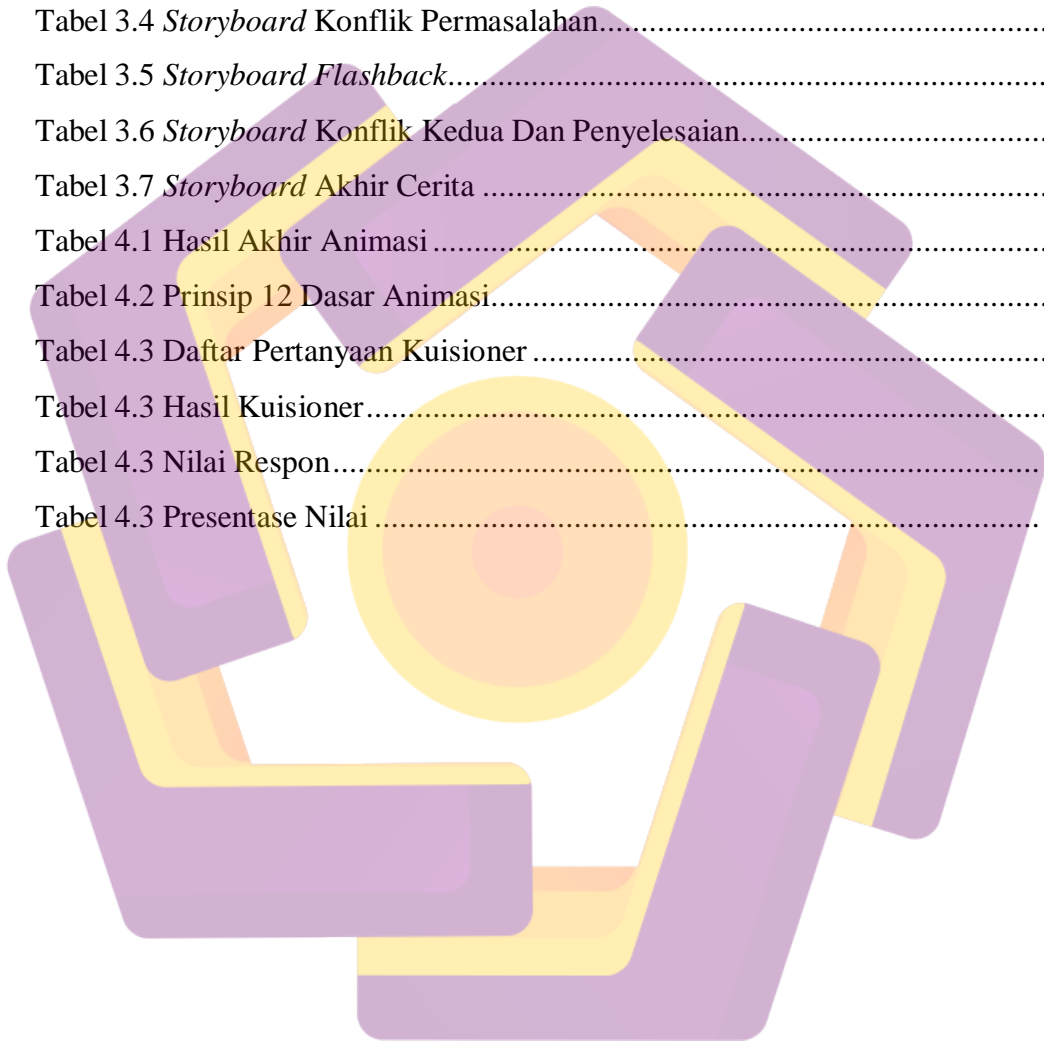 Tabel 3.4 Storyboard Konflik Permasalahan..........................................................
Tabel 3.5 Storyboard Flashback............................................................................
Tabel 3.6 Storyboard Konflik Kedua Dan Penyelesaian.......................................
Tabel 3.7 Storyboard Akhir Cerita ........................................................................
Tabel 4.1 Hasil Akhir Animasi ..............................................................................
Tabel 4.2 Prinsip 12 Dasar Animasi.......................................................................
Tabel 4.3 Daftar Pertanyaan Kuisioner ..................................................................
Tabel 4.3 Hasil Kuisioner.......................................................................................
Tabel 4.3 Nilai Respon...........................................................................................
Tabel 4.3 Presentase Nilai .....................................................................................